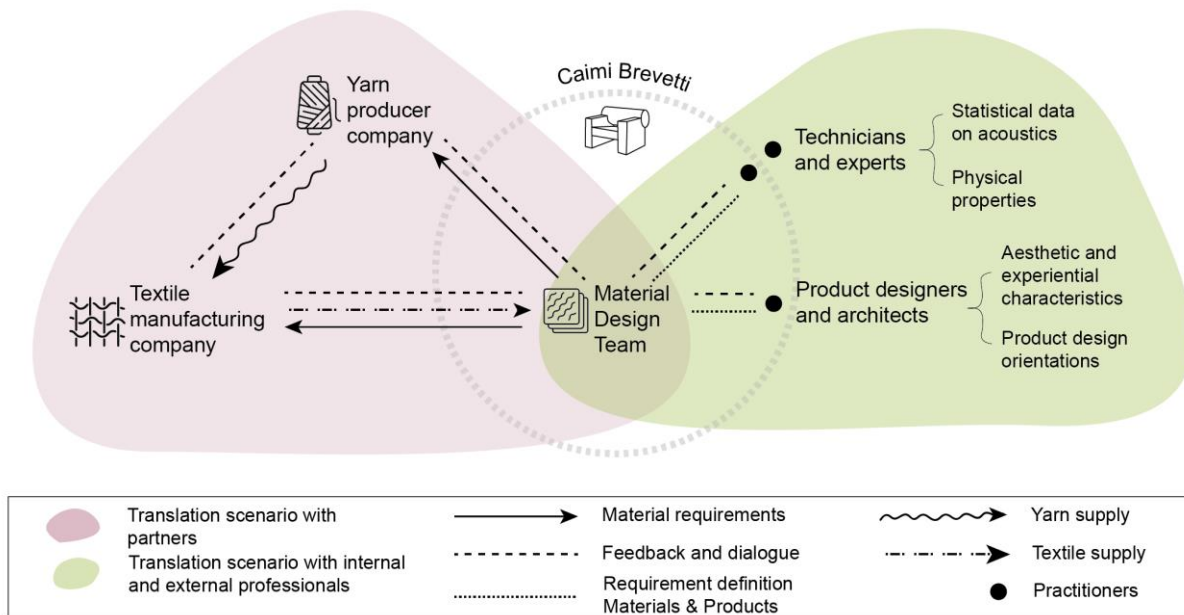 Caimi Brevetti
Yarn
producer
company
Textile
manufacturing
company
Material
Design
Team
Technicians
and experts
Statistical data
on acoustics
Physical
properties
Product designers
and architects
Aesthetic and
experiential
characteristics
Product design
orientations
Translation scenario with
partners
Translation scenario with internal
and external professionals
Material requirements
Feedback and dialogue
Requirement definition
Materials & Products
Yarn supply
Textile supply
Practitioners